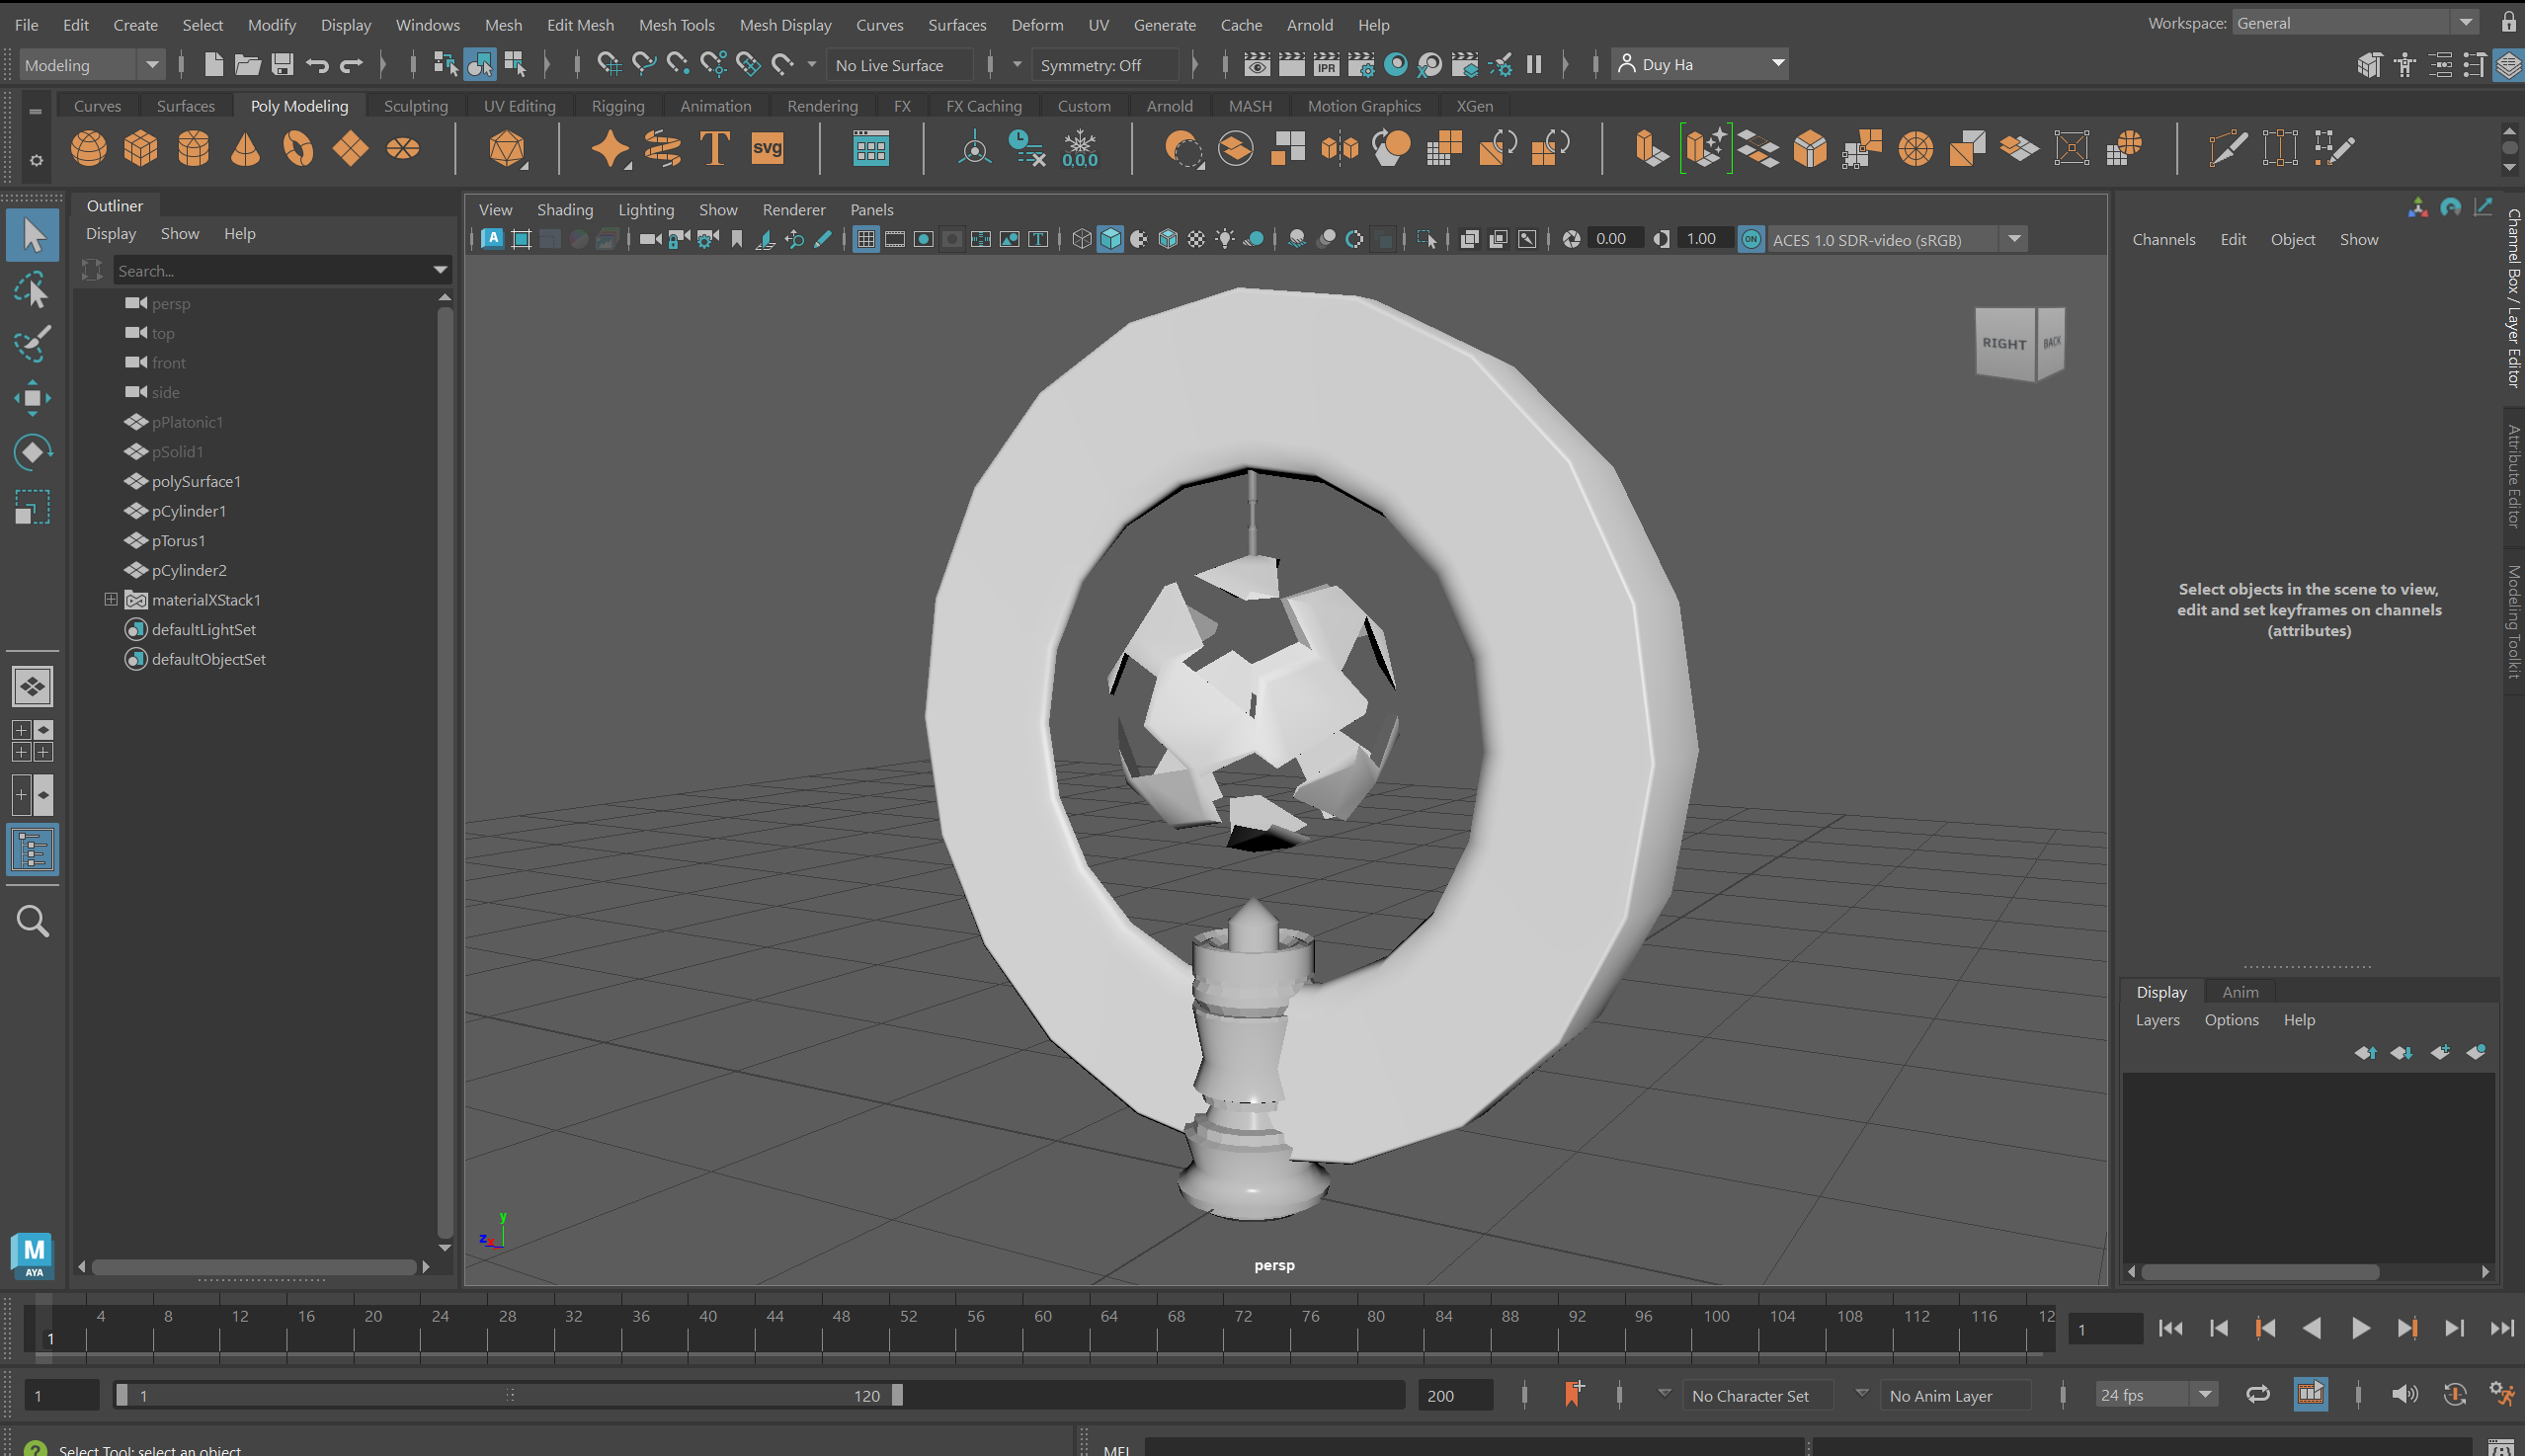 File Edit Create Select Modify Display Windows Mesh Edit Mesh Mesh Tools Mesh Display Curves Surfaces Deform UV Generate Cache Arnold Help Workspace: General
Modeling No Live Surface Symmetry: Off IPR Duy Ha
Curves Surfaces Poly Modeling Sculpting UV Editing Rigging Animation Rendering FX FX Caching Custom Arnold MASH Motion Graphics XGen
T svg 0,0,0
Outliner
Display Show Help
Search...
persp
top
front
side
pPlatonic1
pSolid1
polySurface1
pCylinder1
pTorus1
pCylinder2
materialXStack1
defaultLightSet
defaultObjectSet
View Shading Lighting Show Renderer Panels
A T 0.00 1.00 ON ACES 1.0 SDR-video (sRGB)
RIGHT BACK
y
z x
persp
Channels Edit Object Show
Select objects in the scene to view,
edit and set keyframes on channels
(attributes)
Channel Box / Layer Editor
Attribute Editor
Modeling Toolkit
Display Anim
Layers Options Help
M
AYA
4 8 12 16 20 24 28 32 36 40 44 48 52 56 60 64 68 72 76 80 84 88 92 96 100 104 108 112 116 12
1 1
1 1 120 200 No Character Set No Anim Layer 24 fps
? Select Tool: select an object
MEL